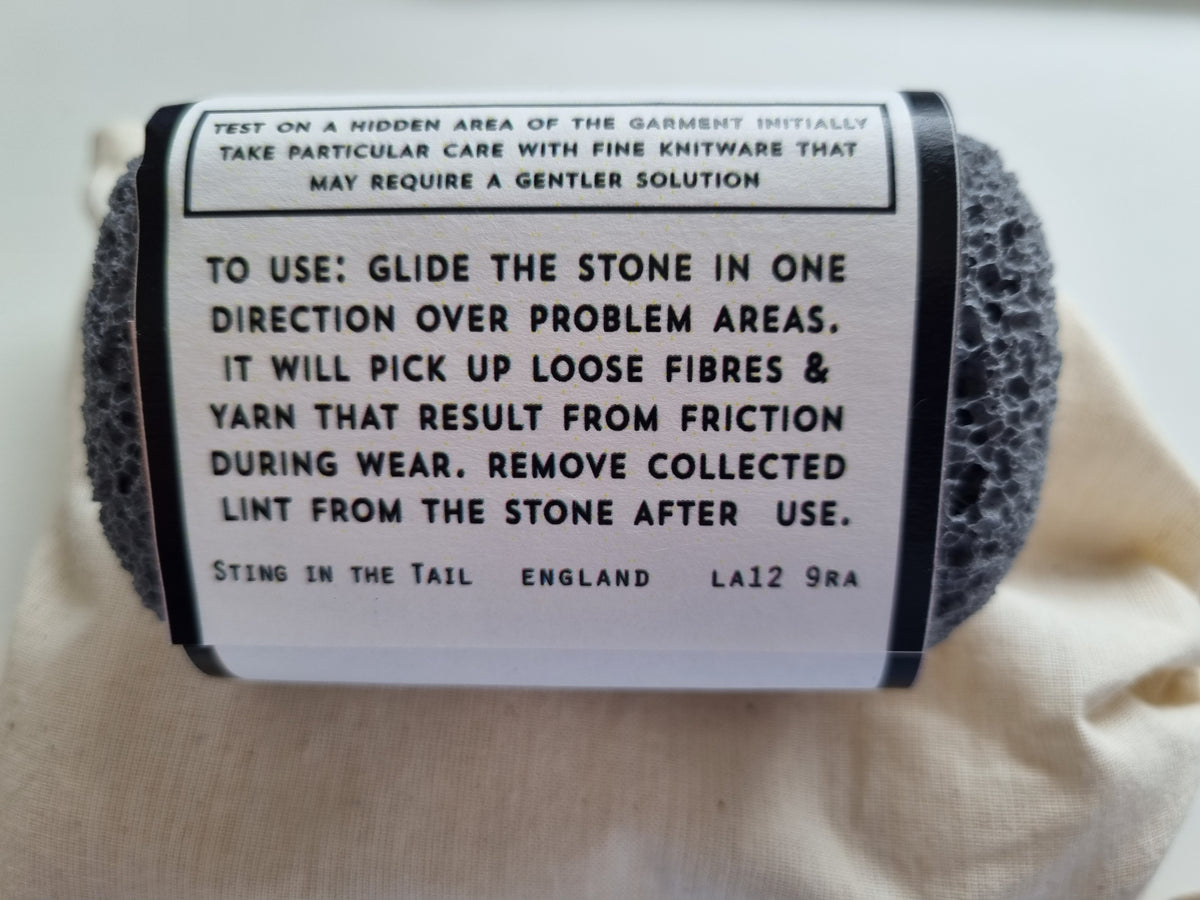 TEST ON A HIDDEN AREA OF THE GARMENT INITIALLY
TAKE PARTICULAR CARE WITH FINE KNITWARE THAT
MAY REQUIRE A GENTLER SOLUTION
TO USE: GLIDE THE STONE IN ONE
DIRECTION OVER PROBLEM AREAS.
IT WILL PICK UP LOOSE FIBRES &
YARN THAT RESULT FROM FRICTION
DURING WEAR. REMOVE COLLECTED
LINT FROM THE STONE AFTER USE.
STING IN THE TAIL ENGLAND LA12 9RA